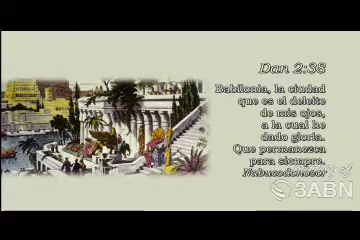 Dan 2:38
Babilonia, la ciudad
que es el deleite
de mis ojos,
a la cual he
dado gloria.
Que permanezca
para siempre.
Nabucodonosor
3ABN